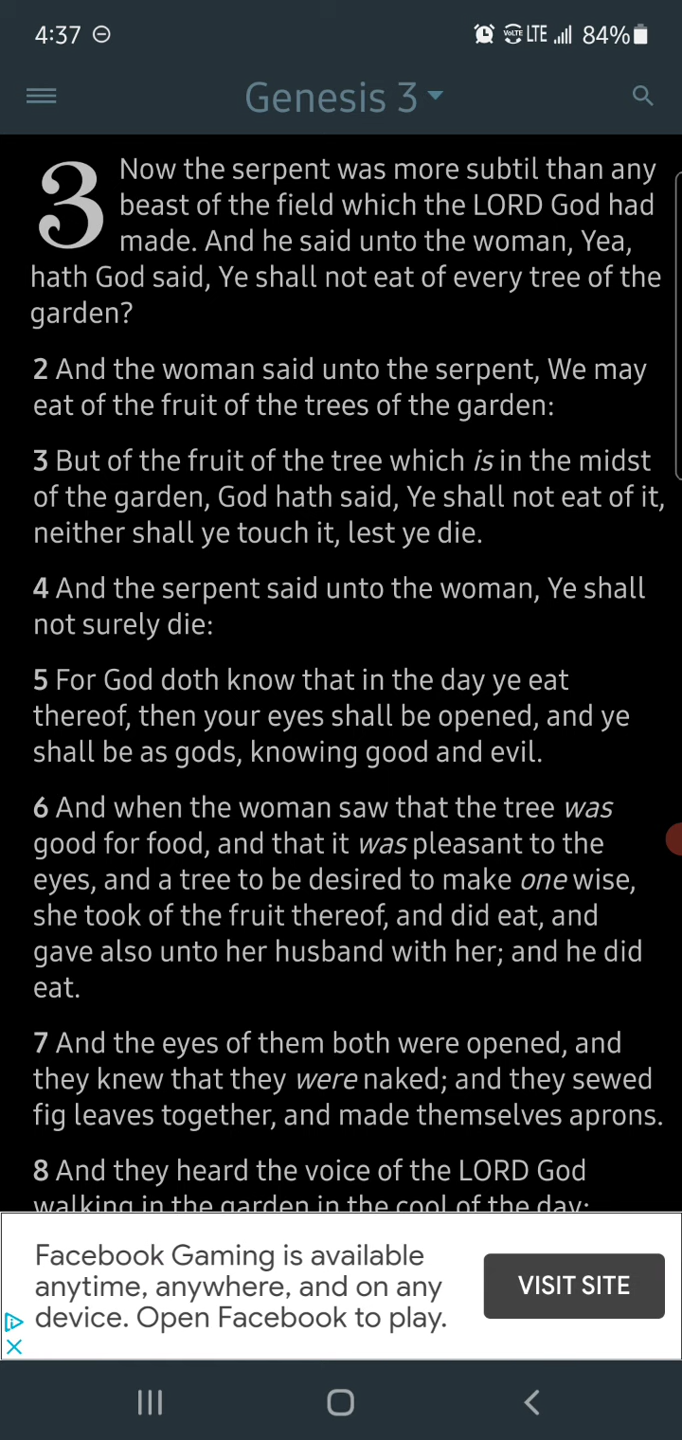 4:37
VoLTE LTE 84%
Genesis 3
3 Now the serpent was more subtil than any
beast of the field which the LORD God had
made. And he said unto the woman, Yea,
hath God said, Ye shall not eat of every tree of the
garden?
2 And the woman said unto the serpent, We may
eat of the fruit of the trees of the garden:
3 But of the fruit of the tree which is in the midst
of the garden, God hath said, Ye shall not eat of it,
neither shall ye touch it, lest ye die.
4 And the serpent said unto the woman, Ye shall
not surely die:
5 For God doth know that in the day ye eat
thereof, then your eyes shall be opened, and ye
shall be as gods, knowing good and evil.
6 And when the woman saw that the tree was
good for food, and that it was pleasant to the
eyes, and a tree to be desired to make one wise,
she took of the fruit thereof, and did eat, and
gave also unto her husband with her; and he did
eat.
7 And the eyes of them both were opened, and
they knew that they were naked; and they sewed
fig leaves together, and made themselves aprons.
8 And they heard the voice of the LORD God
walking in the garden in the cool of the day:
Facebook Gaming is available
anytime, anywhere, and on any
device. Open Facebook to play.
VISIT SITE